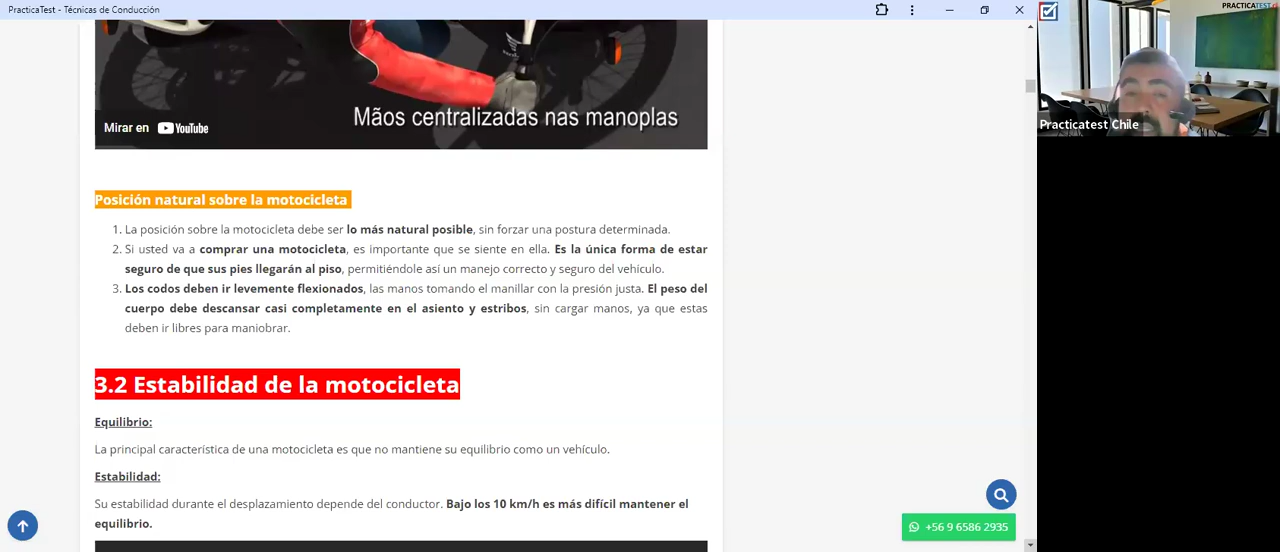 PracticaTest - Técnicas de Conducción
PRACTICATEST
Practicatest Chile
Mãos centralizadas nas manoplas
Mirar en YouTube
Posición natural sobre la motocicleta
1. La posición sobre la motocicleta debe ser lo más natural posible, sin forzar una postura determinada.
2. Si usted va a comprar una motocicleta, es importante que se siente en ella. Es la única forma de estar
seguro de que sus pies llegarán al piso, permitiéndole así un manejo correcto y seguro del vehículo.
3. Los codos deben ir levemente flexionados, las manos tomando el manillar con la presión justa. El peso del
cuerpo debe descansar casi completamente en el asiento y estribos, sin cargar manos, ya que estas
deben ir libres para maniobrar.
3.2 Estabilidad de la motocicleta
Equilibrio:
La principal característica de una motocicleta es que no mantiene su equilibrio como un vehículo.
Estabilidad:
Su estabilidad durante el desplazamiento depende del conductor. Bajo los 10 km/h es más difícil mantener el
equilibrio.
+56 9 6586 2935